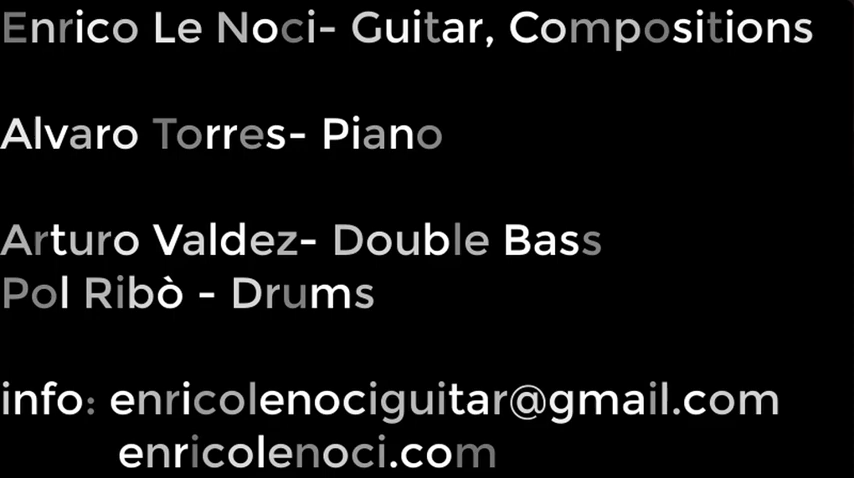 Enrico Le Noci- Guitar, Compositions
Alvaro Torres- Piano
Arturo Valdez- Double Bass
Pol Ribò - Drums
info: enricolenociguitar@gmail.com
enricolenoci.com